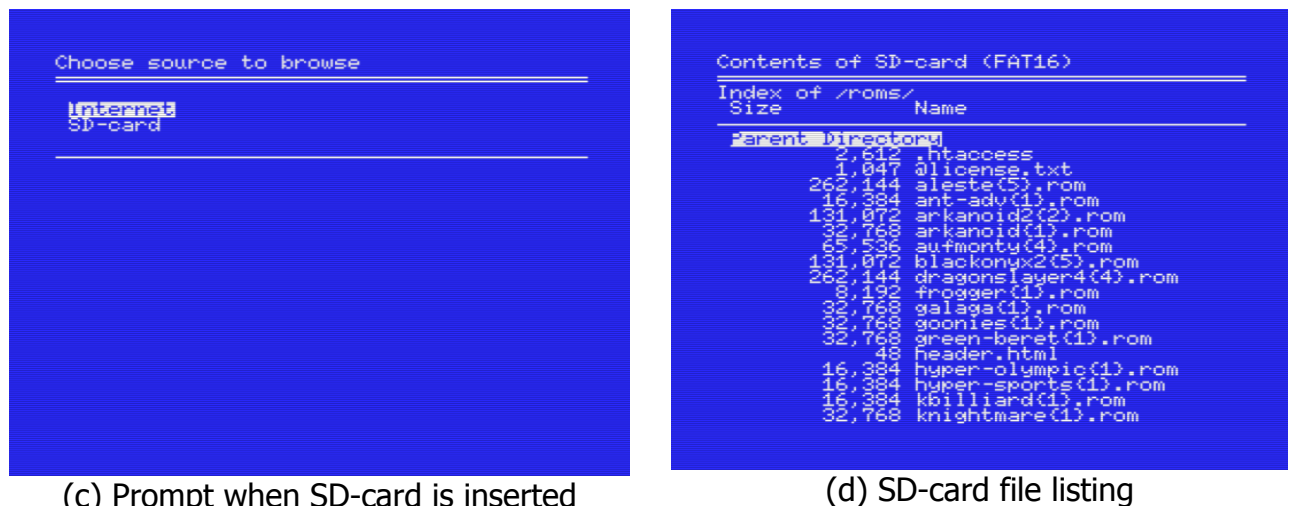 Choose source to browse
Internet
SD-card
(c) Prompt when SD-card is inserted
Contents of SD-card (FAT16)
Index of /roms/
Size Name
Parent Directory
2,612 .htaccess
1,047 @license.txt
262,144 aleste{5}.rom
16,384 ant-adv{1}.rom
131,072 arkanoid2{2}.rom
32,768 arkanoid{1}.rom
65,536 aufmonty{4}.rom
131,072 blackonyx2{5}.rom
262,144 dragonslayer4{4}.rom
8,192 frogger{1}.rom
32,768 galaga{1}.rom
32,768 goonies{1}.rom
32,768 green-beret{1}.rom
48 header.html
16,384 hyper-olympic{1}.rom
16,384 hyper-sports{1}.rom
16,384 kbilliard{1}.rom
32,768 knightmare{1}.rom
(d) SD-card file listing